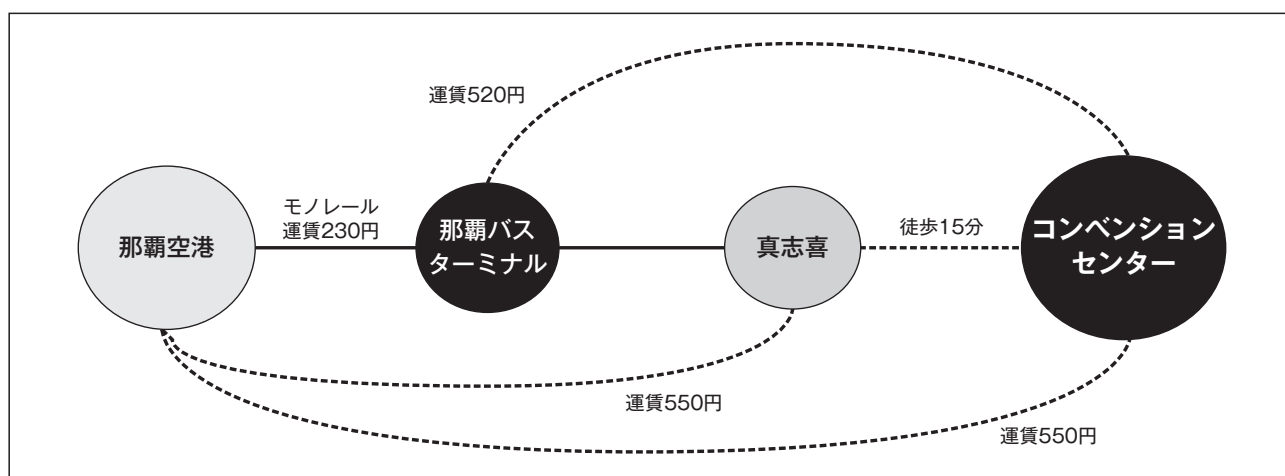 運賃520円
那覇空港
モノレール
運賃230円
那覇バス
ターミナル
真志喜
徒歩15分
コンベンション
センター
運賃550円
運賃550円